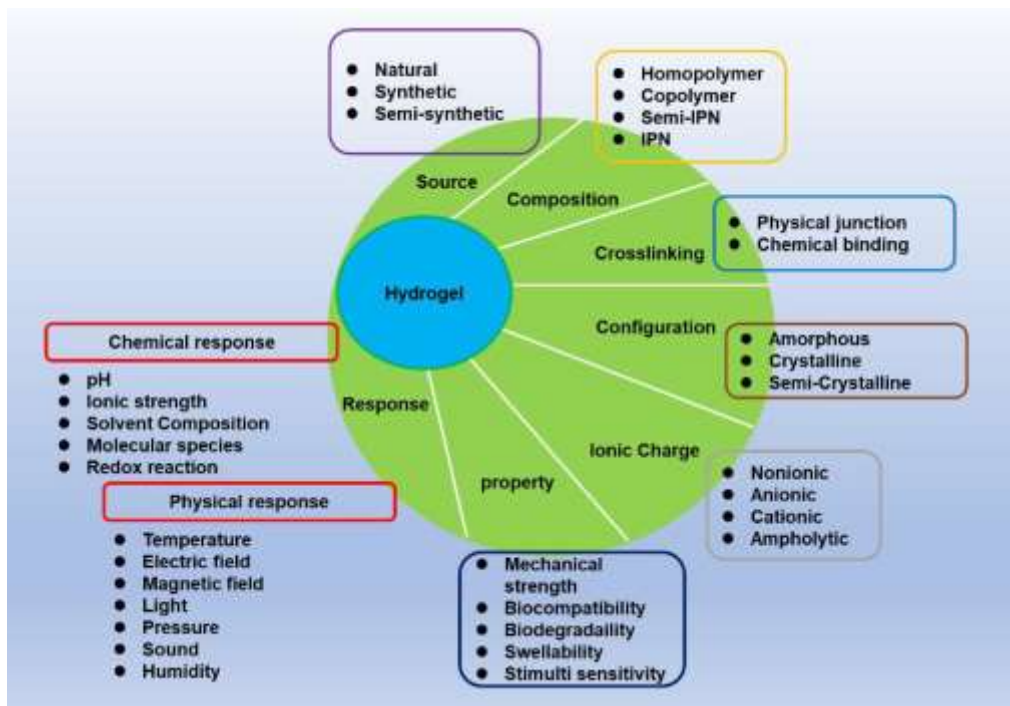 ● Natural
● Synthetic
● Semi-synthetic
● Homopolymer
● Copolymer
● Semi-IPN
● IPN
Source
Composition
● Physical junction
● Chemical binding
Crosslinking
Hydrogel
Configuration
● Amorphous
● Crystalline
● Semi-Crystalline
Chemical response
● pH
● Ionic strength
● Solvent Composition
● Molecular species
● Redox reaction
Response
Ionic Charge
● Nonionic
● Anionic
● Cationic
● Ampholytic
property
Physical response
● Temperature
● Electric field
● Magnetic field
● Light
● Pressure
● Sound
● Humidity
● Mechanical
strength
● Biocompatibility
● Biodegradaility
● Swellability
● Stimulti sensitivity